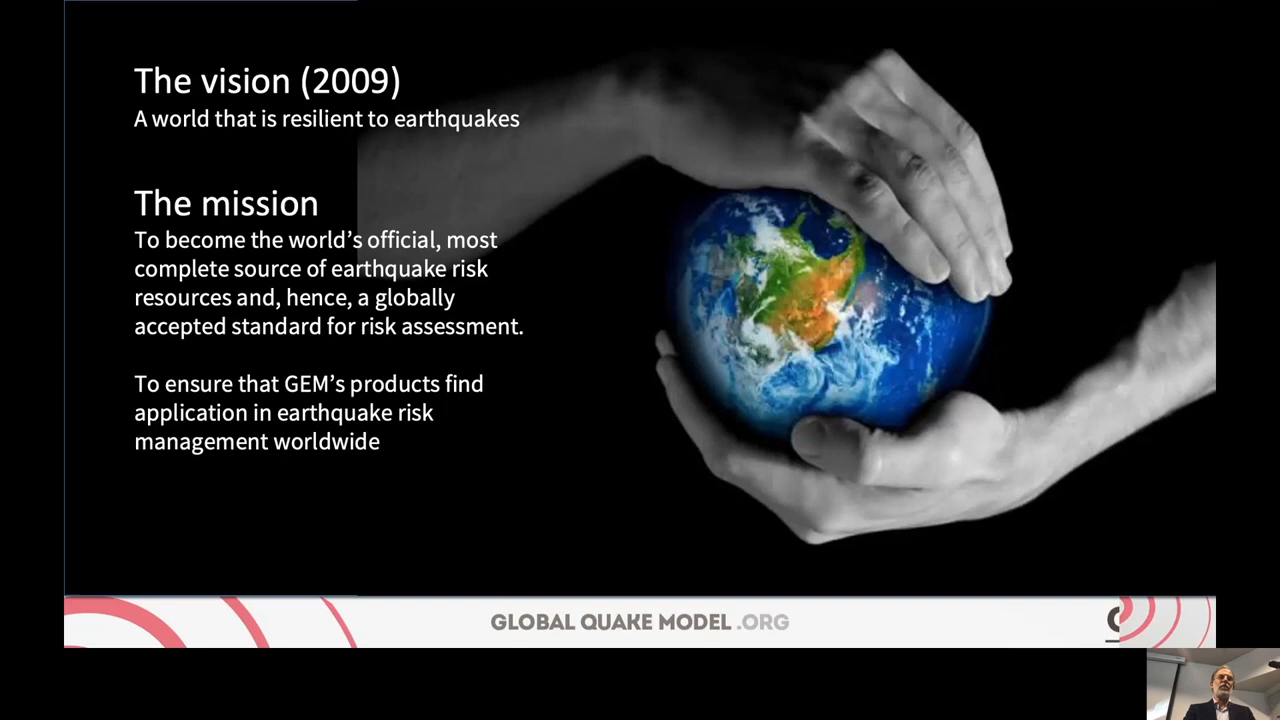 The vision (2009)
A world that is resilient to earthquakes
The mission
To become the world’s official, most
complete source of earthquake risk
resources and, hence, a globally
accepted standard for risk assessment.
To ensure that GEM’s products find
application in earthquake risk
management worldwide
GLOBAL QUAKE MODEL .ORG